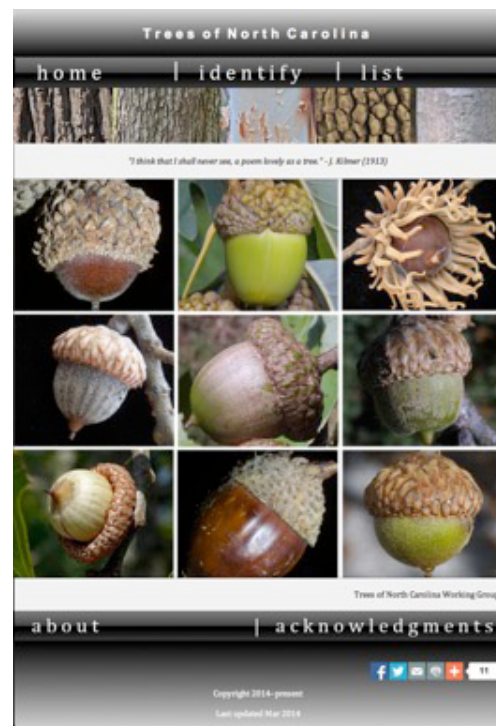 Trees of North Carolina
home | identify | list
"I think that I shall never see, a poem lovely as a tree." - J. Kilmer (1913)
Trees of North Carolina Working Group
about | acknowledgments
11
Copyright 2014-present
Last updated Mar 2014